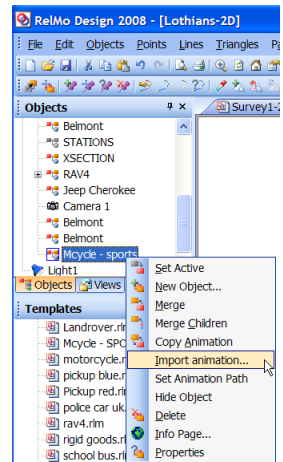 RelMo Design 2008 - [Lothians-2D]
File Edit Objects Points Lines Triangles
Objects
Survey1-2
Belmont
STATIONS
XSECTION
RAV4
Jeep Cherokee
Camera 1
Belmont
Belmont
Mcycle - sports
Light1
Objects Views
Templates
Landrover.rlm
Mcycle - SPO
motorcycle.r
pickup blue.r
Pickup red.rl
police car uk.
rav4.rlm
rigid goods.r
school bus.rl
Set Active
New Object...
Merge
Merge Children
Copy Animation
Import animation...
Set Animation Path
Hide Object
Delete
Info Page...
Properties